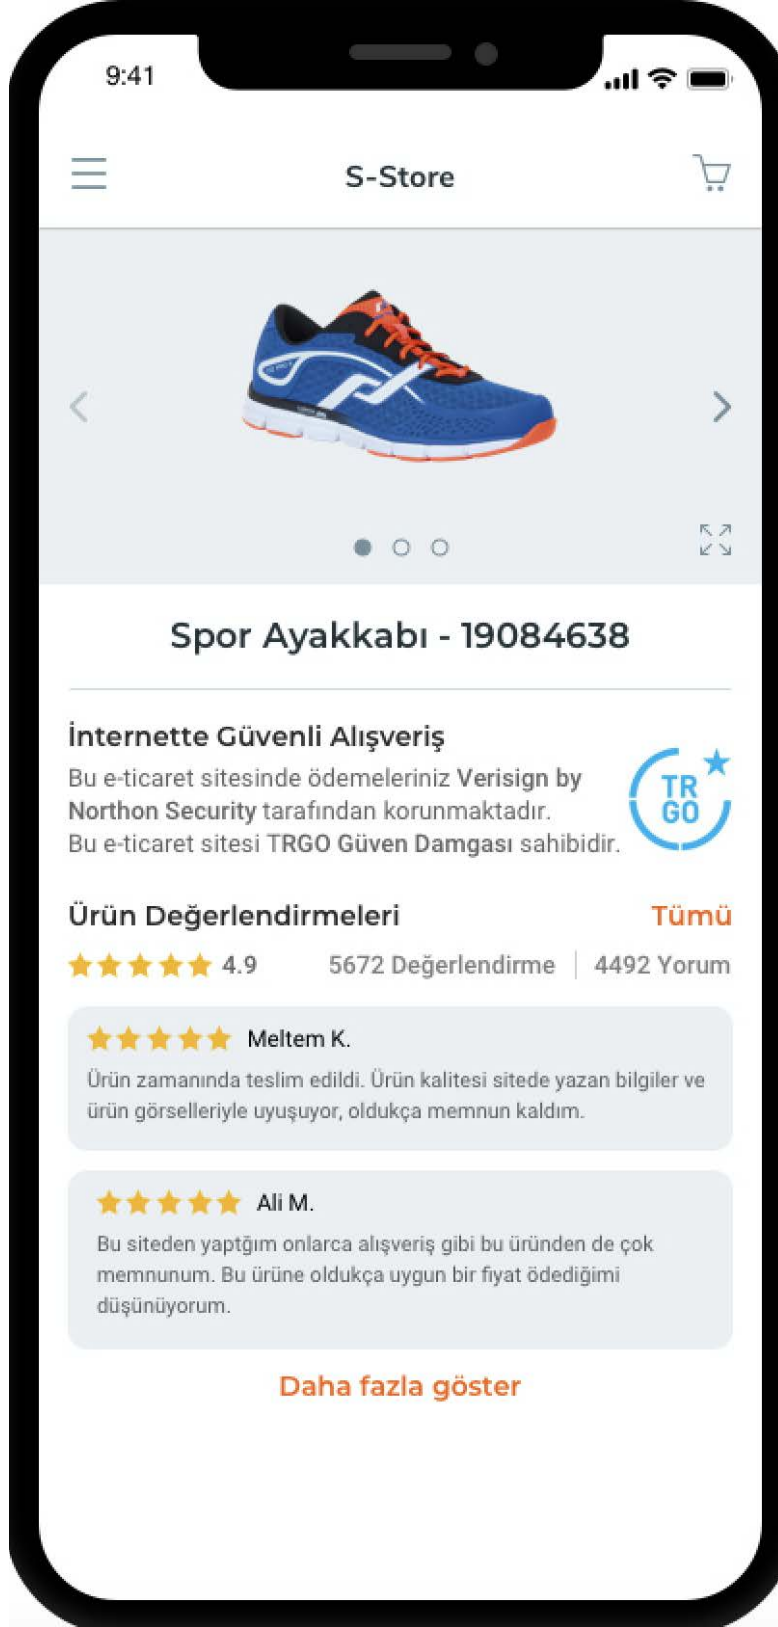 9:41
S-Store
Spor Ayakkabı - 19084638
İnternette Güvenli Alışveriş
Bu e-ticaret sitesinde ödemeleriniz Verisign by
Northon Security tarafından korunmaktadır.
Bu e-ticaret sitesi TRGO Güven Damgası sahibidir.
TR
GO
Ürün Değerlendirmeleri
Tümü
4.9 5672 Değerlendirme | 4492 Yorum
Meltem K.
Ürün zamanında teslim edildi. Ürün kalitesi sitede yazan bilgiler ve
ürün görselleriyle uyuşuyor, oldukça memnun kaldım.
Ali M.
Bu siteden yaptğım onlarca alışveriş gibi bu üründen de çok
memnunum. Bu ürüne oldukça uygun bir fiyat ödediğimi
düşünüyorum.
Daha fazla göster